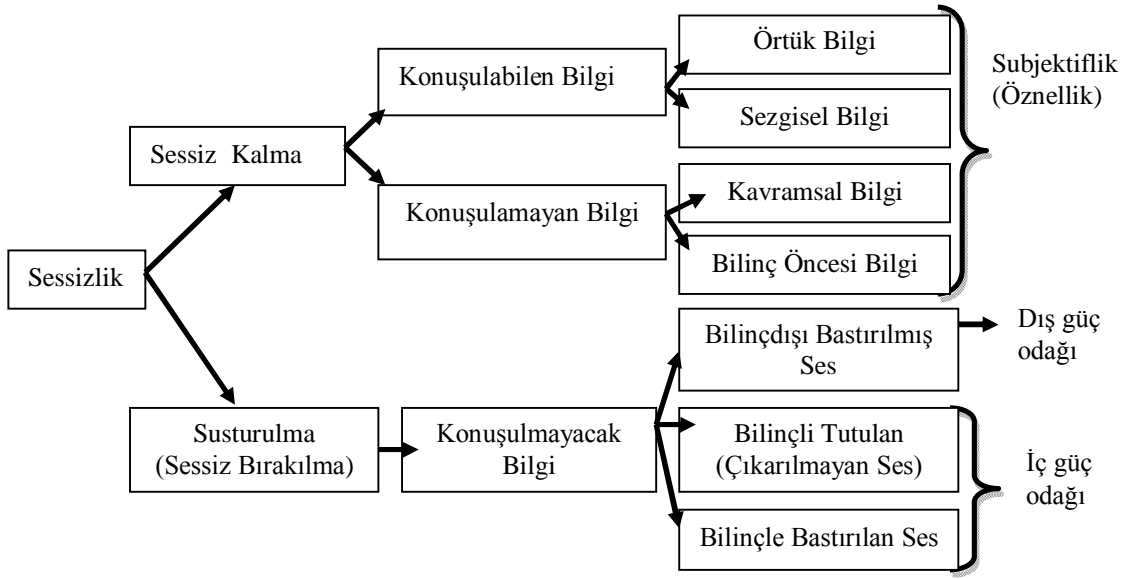 Örtük Bilgi
Konuşulabilen Bilgi
Subjektiflik
(Öznellik)
Sezgisel Bilgi
Sessiz Kalma
Kavramsal Bilgi
Konuşulamayan Bilgi
Bilinç Öncesi Bilgi
Sessizlik
Bilinçdışı Bastırılmış
Ses
Dış güç
odağı
Susturulma
(Sessiz Bırakılma)
Konuşulmayacak
Bilgi
Bilinçli Tutulan
(Çıkarılmayan Ses)
İç güç
odağı
Bilinçle Bastırılan Ses